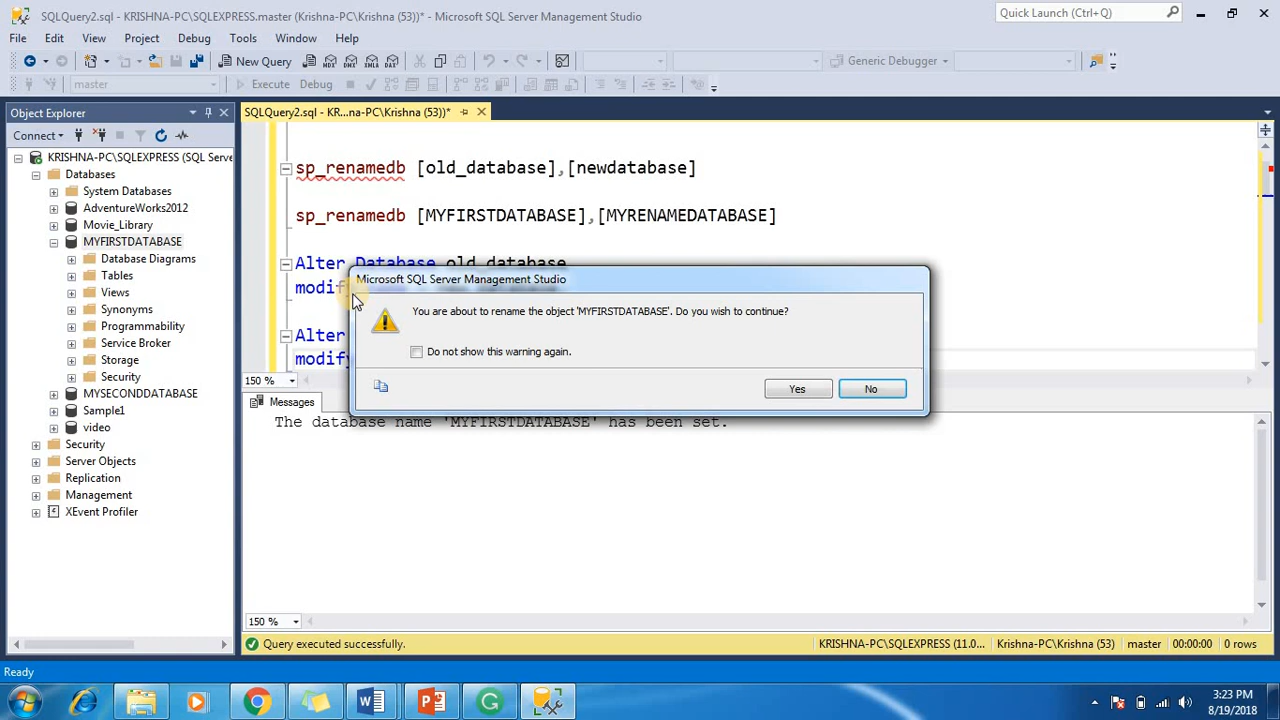 SQLQuery2.sql - KRISHNA-PC\SQLEXPRESS.master (Krishna-PC\Krishna (53))* - Microsoft SQL Server Management Studio
Quick Launch (Ctrl+Q)
File Edit View Project Debug Tools Window Help
New Query
MDX DMX XMLA DAX
Generic Debugger
master
Execute Debug
Object Explorer
SQLQuery2.sql - KR...na-PC\Krishna (53))*
Connect
KRISHNA-PC\SQLEXPRESS (SQL Serve
Databases
System Databases
AdventureWorks2012
Movie_Library
MYFIRSTDATABASE
Database Diagrams
Tables
Views
Synonyms
Programmability
Service Broker
Storage
Security
MYSECONDDATABASE
Sample1
video
Security
Server Objects
Replication
Management
XEvent Profiler
sp_renamedb [old_database],[newdatabase]
sp_renamedb [MYFIRSTDATABASE],[MYRENAMEDATABASE]
Alter Database old_database
modif
Alter
modify
Microsoft SQL Server Management Studio
You are about to rename the object 'MYFIRSTDATABASE'. Do you wish to continue?
Do not show this warning again.
Yes No
150 %
Messages
The database name 'MYFIRSTDATABASE' has been set.
150 %
Query executed successfully.
KRISHNA-PC\SQLEXPRESS (11.0... Krishna-PC\Krishna (53) master 00:00:00 0 rows
Ready
3:23 PM
8/19/2018